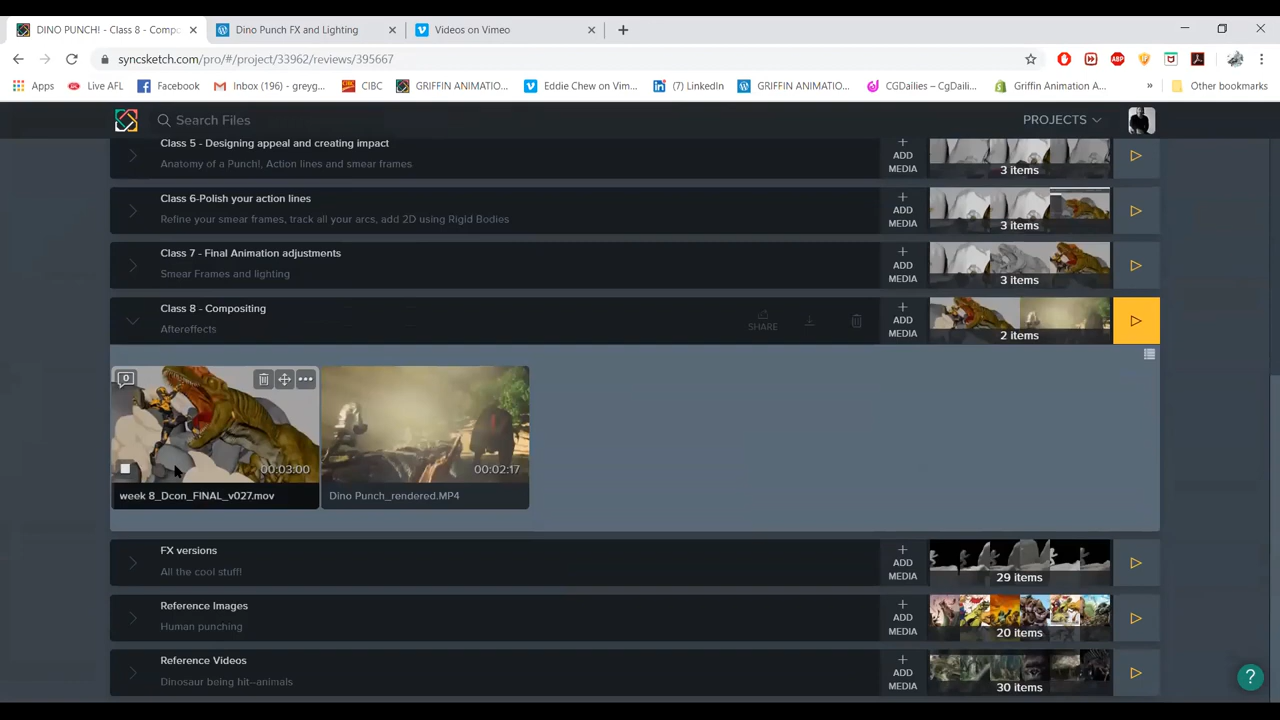 DINO PUNCH! - Class 8 - Compo
Dino Punch FX and Lighting
Videos on Vimeo
syncsketch.com/pro/#/project/33962/reviews/395667
Apps
Live AFL
Facebook
Inbox (196) - greyg...
CIBC
GRIFFIN ANIMATIO...
Eddie Chew on Vim...
(7) LinkedIn
GRIFFIN ANIMATIO...
CGDailies – CgDaili...
Griffin Animation A...
»
Other bookmarks
Search Files
PROJECTS
Class 5 - Designing appeal and creating impact
Anatomy of a Punch!, Action lines and smear frames
ADD
MEDIA
3 items
Class 6-Polish your action lines
Refine your smear frames, track all your arcs, add 2D using Rigid Bodies
ADD
MEDIA
3 items
Class 7 - Final Animation adjustments
Smear Frames and lighting
ADD
MEDIA
3 items
Class 8 - Compositing
Aftereffects
SHARE
ADD
MEDIA
2 items
0
00:03:00
week 8_Dcon_FINAL_v027.mov
00:02:17
Dino Punch_rendered.MP4
FX versions
All the cool stuff!
ADD
MEDIA
29 items
Reference Images
Human punching
ADD
MEDIA
20 items
Reference Videos
Dinosaur being hit--animals
ADD
MEDIA
30 items
?